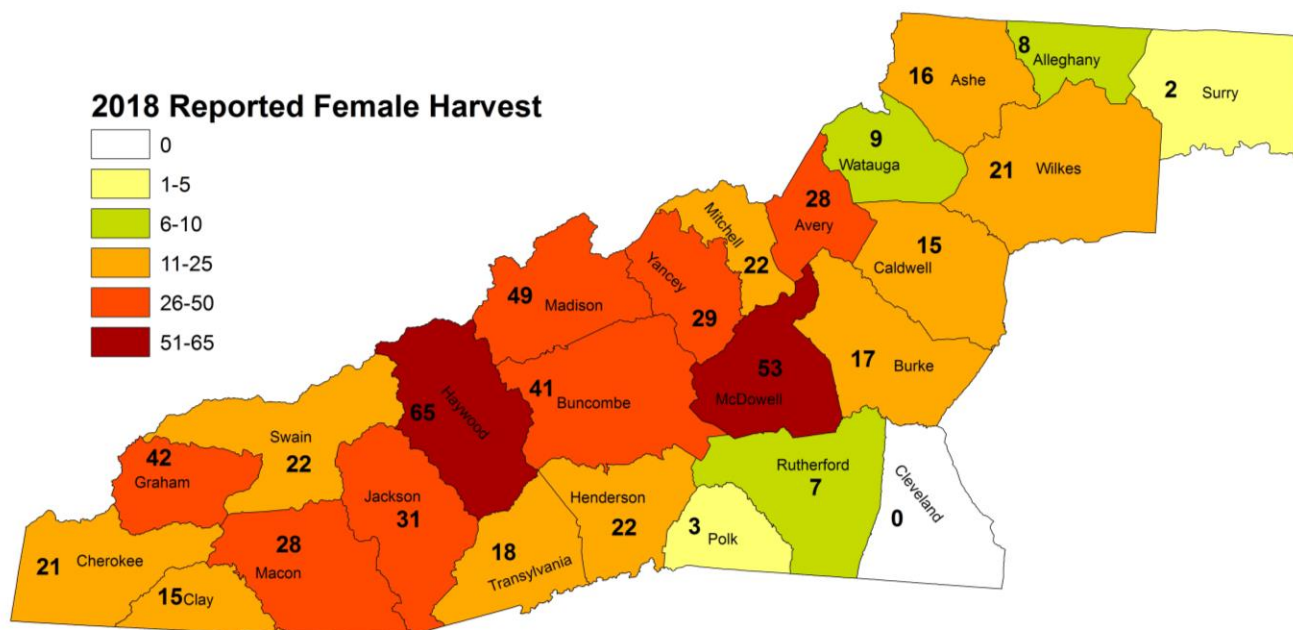 2018 Reported Female Harvest
0
1-5
6-10
11-25
26-50
51-65
16 Ashe
8 Alleghany
2 Surry
9
Watauga
21 Wilkes
28
Avery
15
Caldwell
Mitchell
22
Yancey
29
49 Madison
53
McDowell
17 Burke
41
Buncombe
65 Haywood
Swain
22
42
Graham
Jackson
31
Henderson
22
Rutherford
7
Cleveland
0
3 Polk
18
Transylvania
28
Macon
21 Cherokee
15 Clay